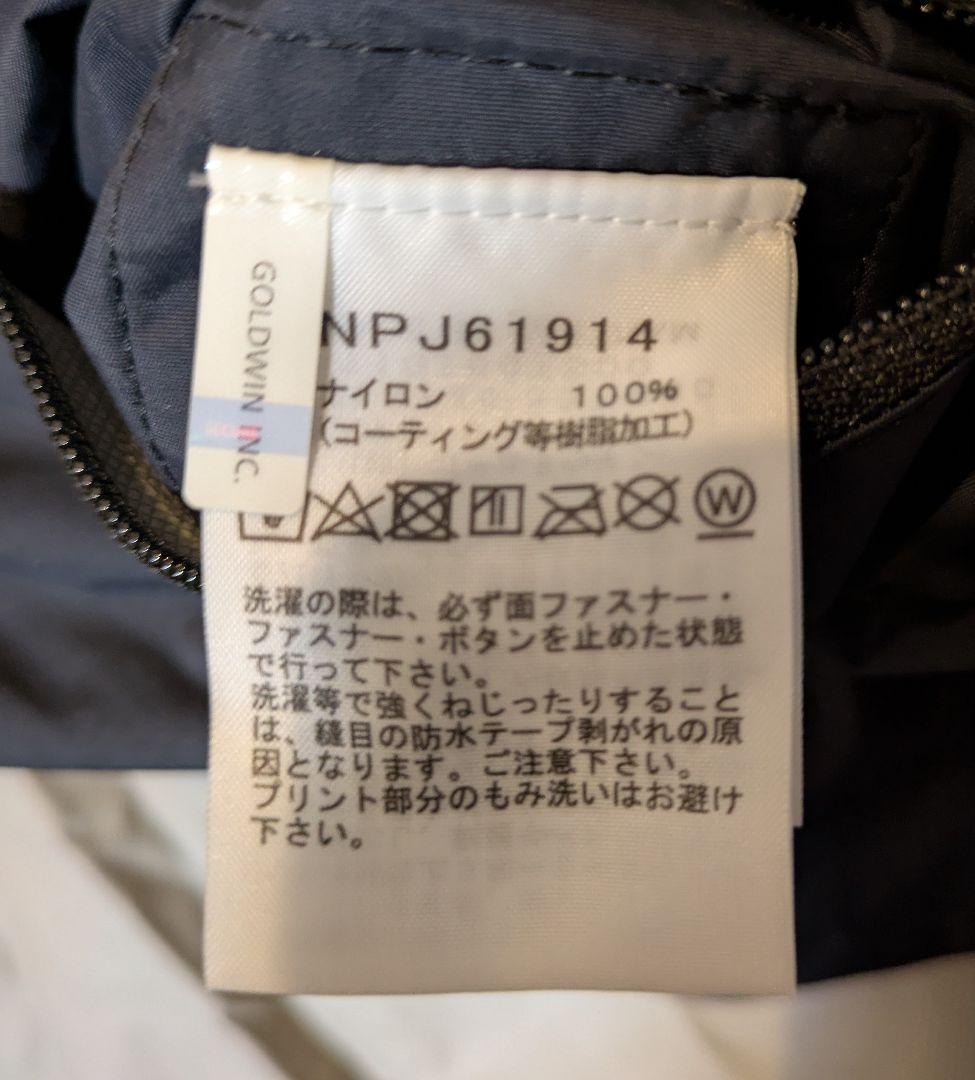 GOLDWIN INC.
NPJ61914
ナイロン 100%
(コーティング等樹脂加工)
W
洗濯の際は、必ず面ファスナー・
ファスナー・ボタンを止めた状態
で行って下さい。
洗濯等で強くねじったりすること
は、縫目の防水テープ剥がれの原
因となります。ご注意下さい。
プリント部分のもみ洗いはお避け
下さい。